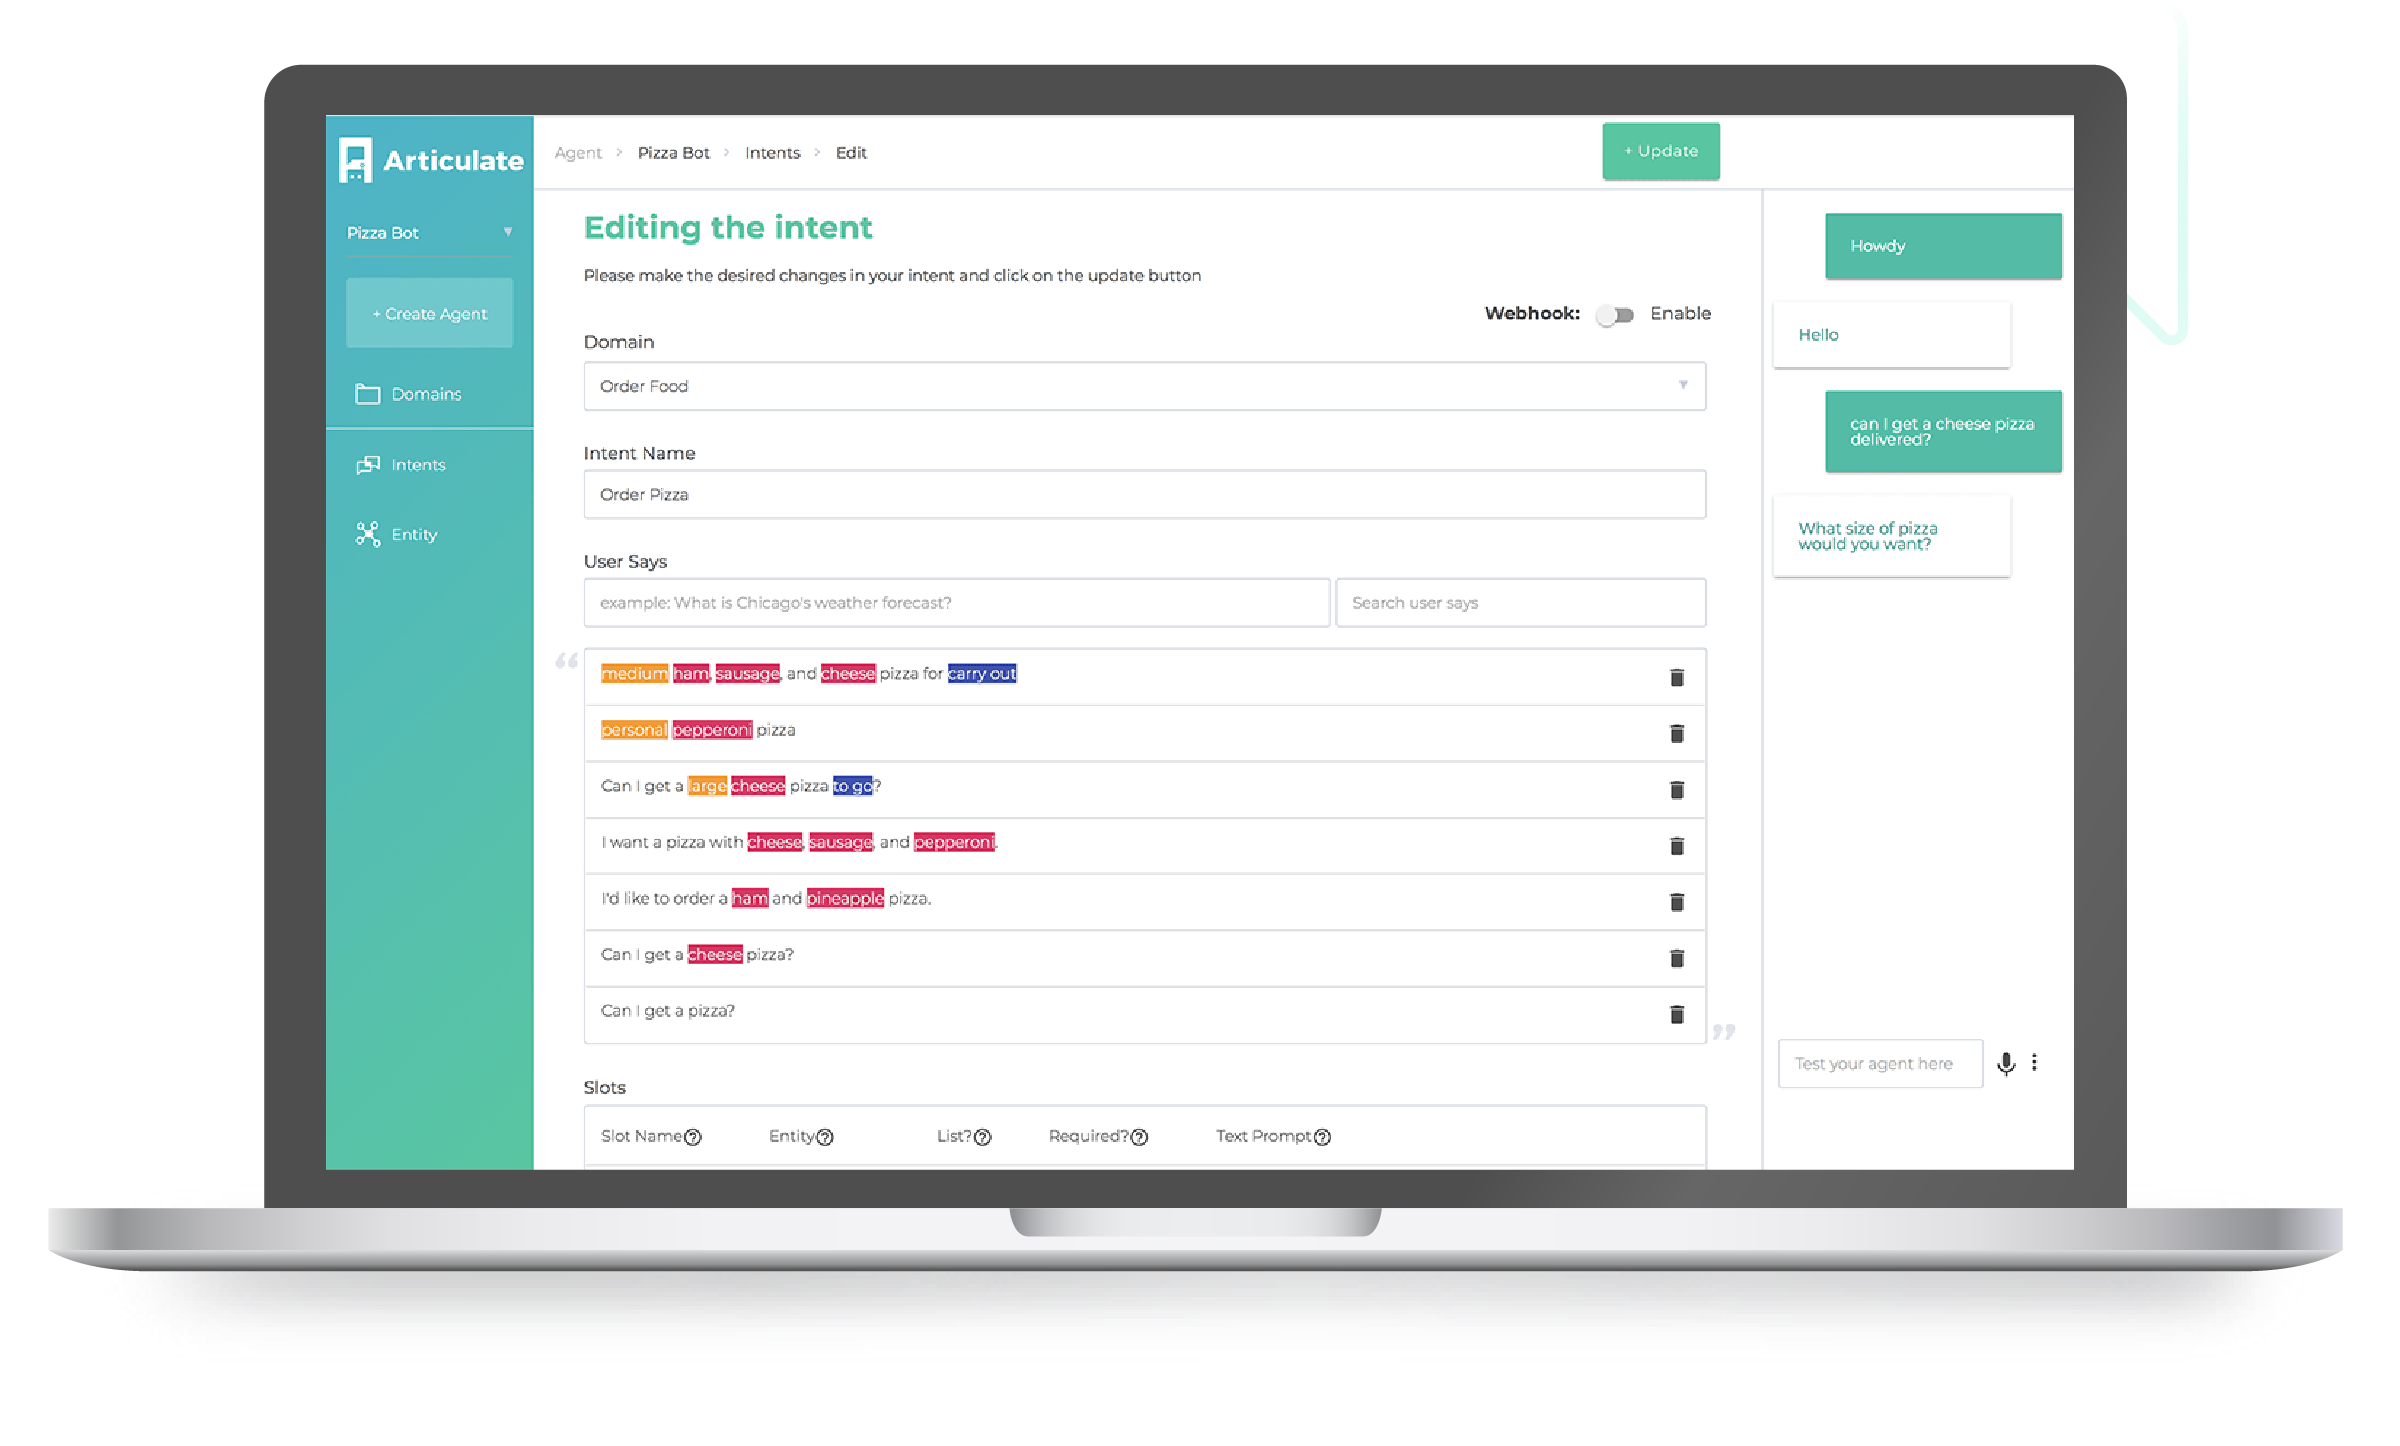 Articulate
Pizza Bot
+ Create Agent
Domains
Intents
Entity
Agent > Pizza Bot > Intents > Edit
+ Update
Editing the intent
Please make the desired changes in your intent and click on the update button
Webhook: Enable
Domain
Order Food
Intent Name
Order Pizza
User Says
example: What is Chicago's weather forecast?
Search user says
“
medium ham, sausage, and cheese pizza for carry out
personal pepperoni pizza
Can I get a large cheese pizza to go?
I want a pizza with cheese, sausage, and pepperoni.
I'd like to order a ham and pineapple pizza.
Can I get a cheese pizza?
Can I get a pizza?
”
Slots
Slot Name? Entity? List?? Required?? Text Prompt?
Howdy
Hello
can I get a cheese pizza
delivered?
What size of pizza
would you want?
Test your agent here